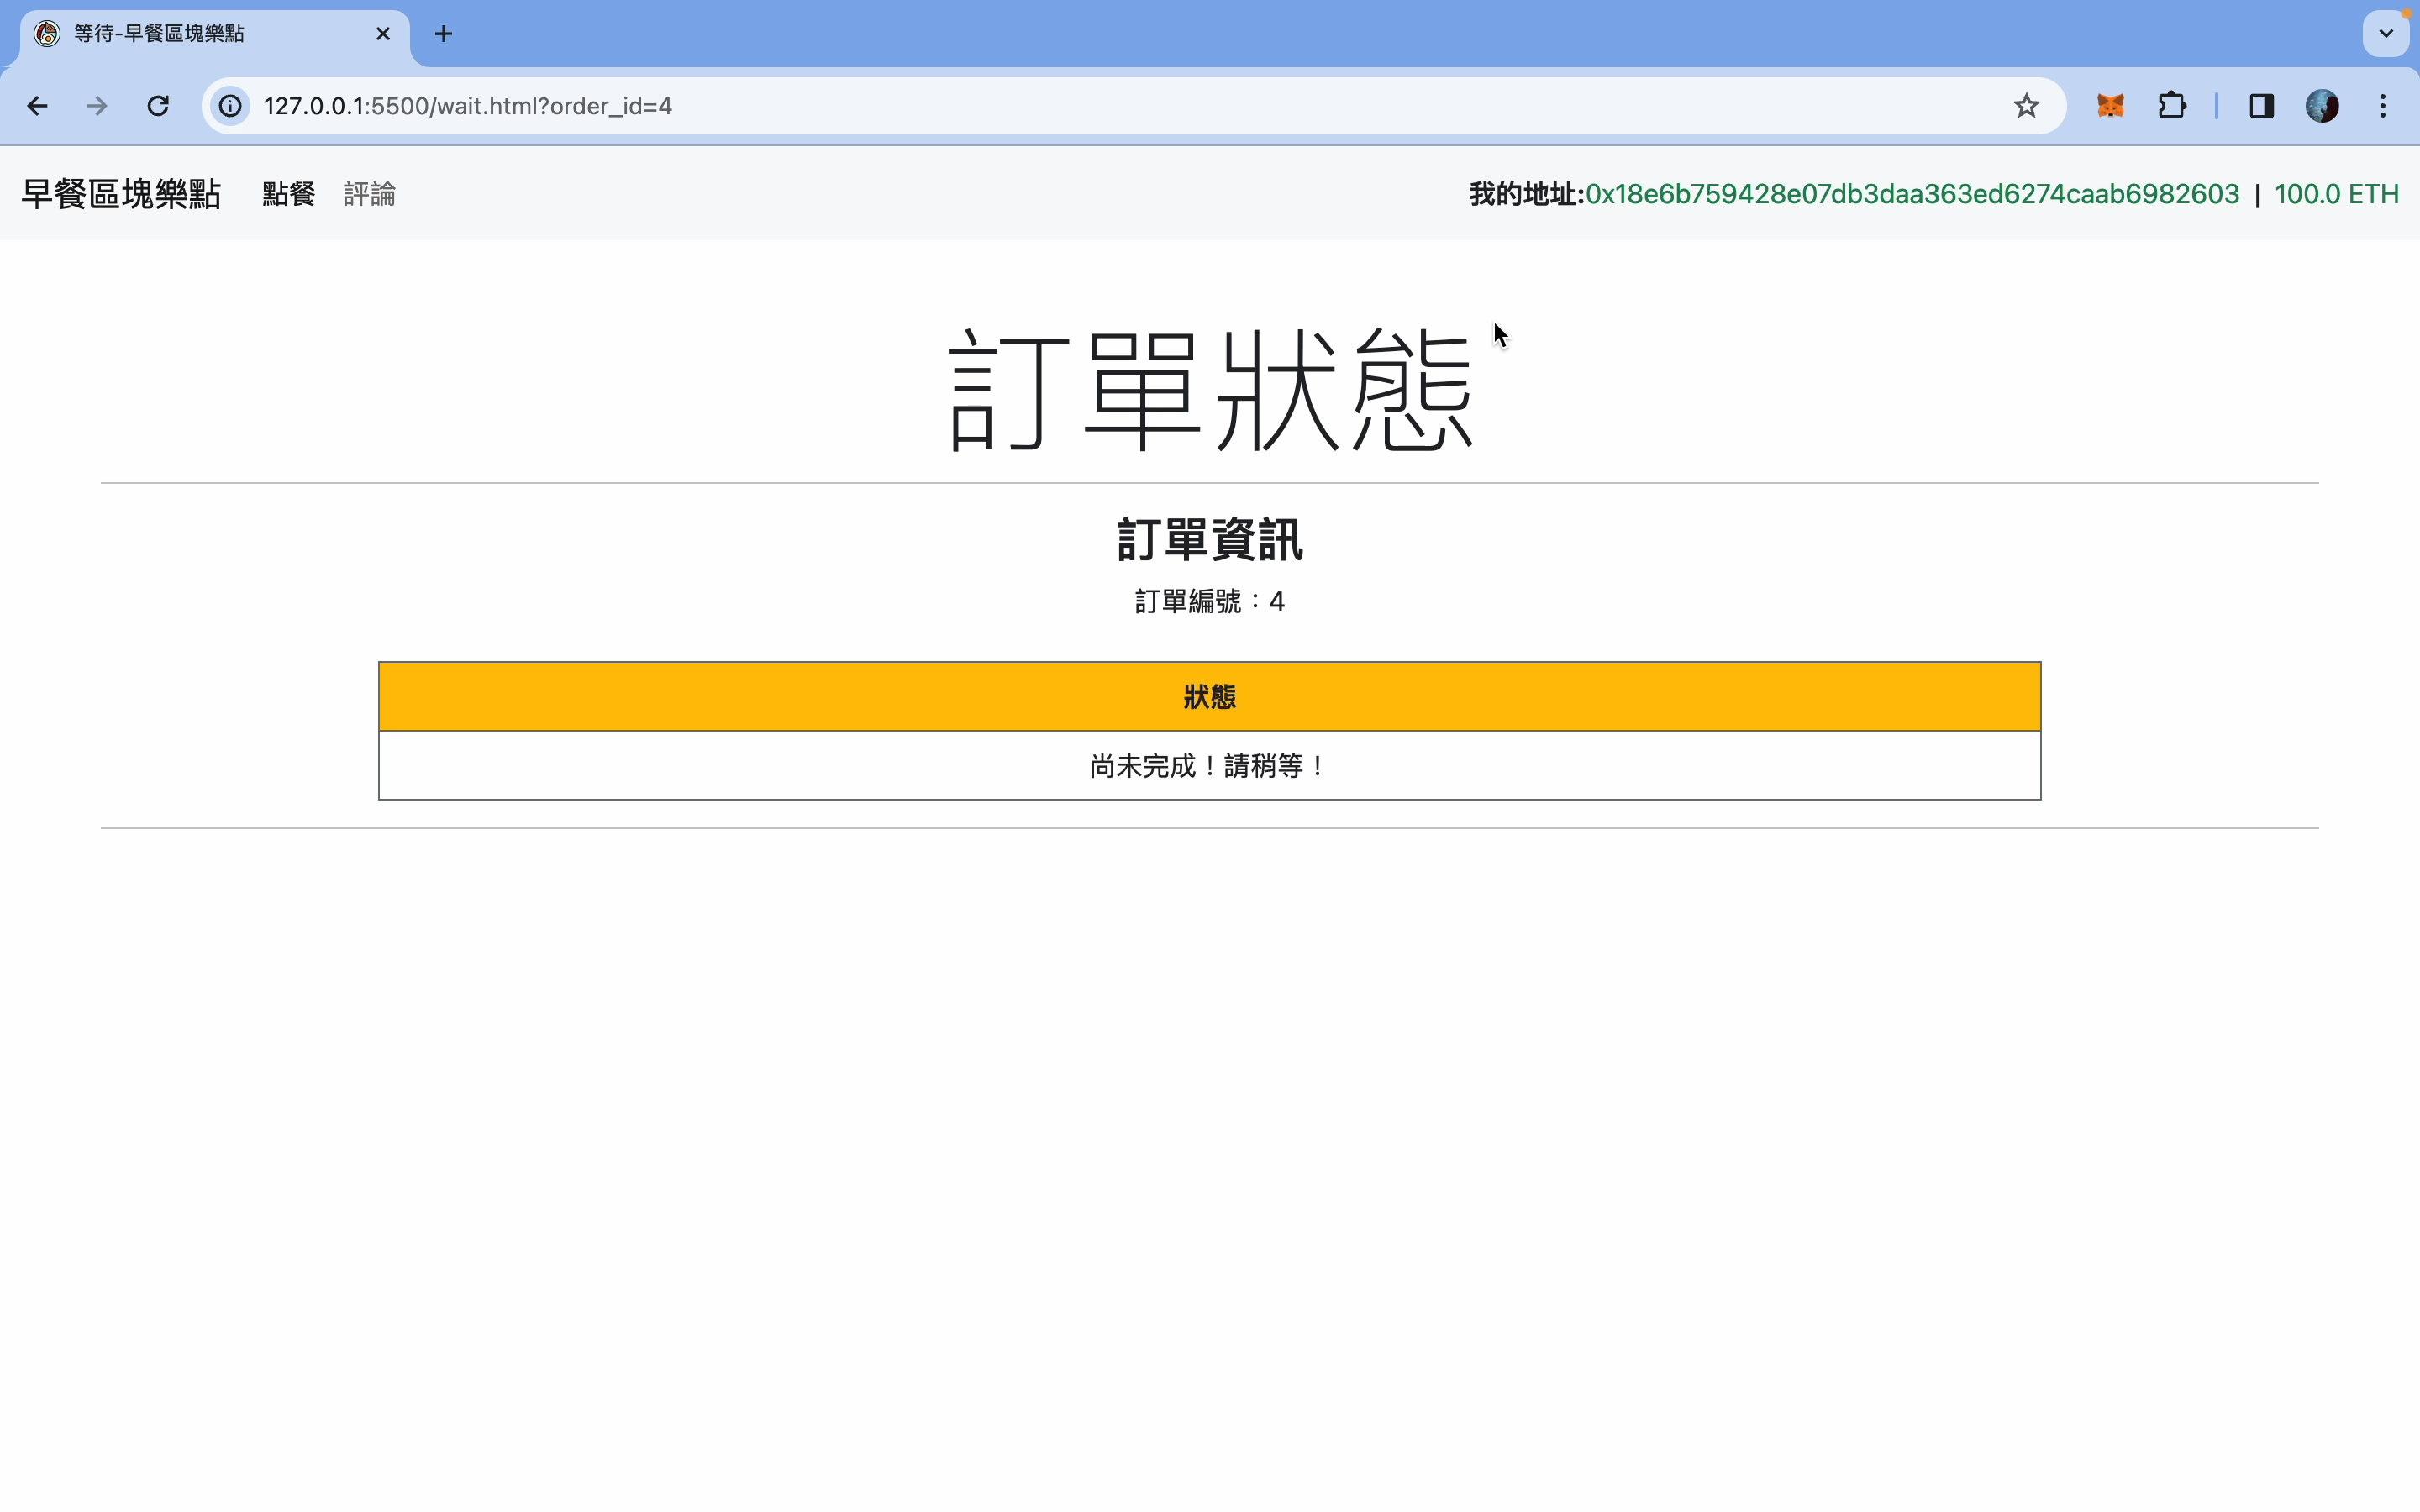 等待-早餐區塊樂點
127.0.0.1:5500/wait.html?order_id=4
早餐區塊樂點 點餐 評論 我的地址:0x18e6b759428e07db3daa363ed6274caab6982603 | 100.0 ETH
訂單狀態
訂單資訊
訂單編號：4
狀態
尚未完成！請稍等！